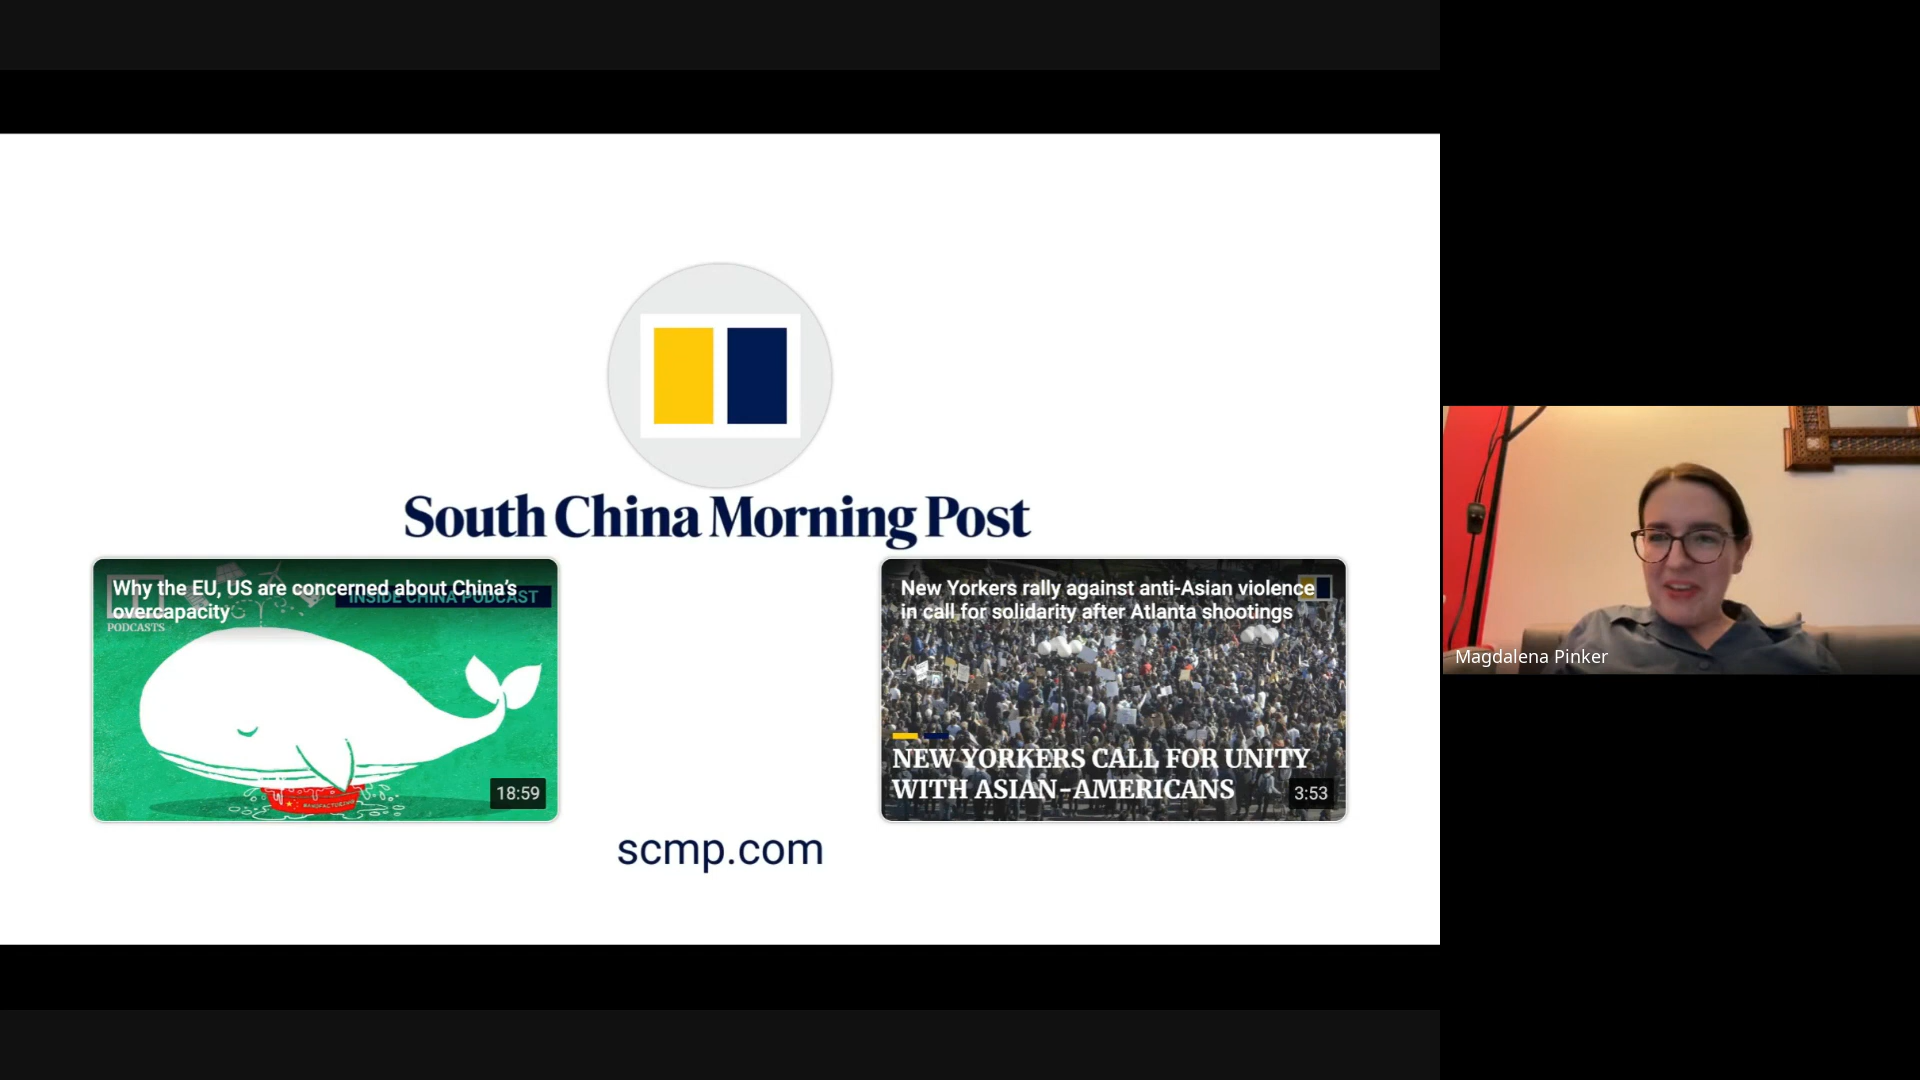 South China Morning Post
Why the EU, US are concerned about China's
overcapacity
INSIDE CHINA PODCAST
PODCASTS
18:59
New Yorkers rally against anti-Asian violence
in call for solidarity after Atlanta shootings
NEW YORKERS CALL FOR UNITY
WITH ASIAN-AMERICANS
3:53
scmp.com
Magdalena Pinker